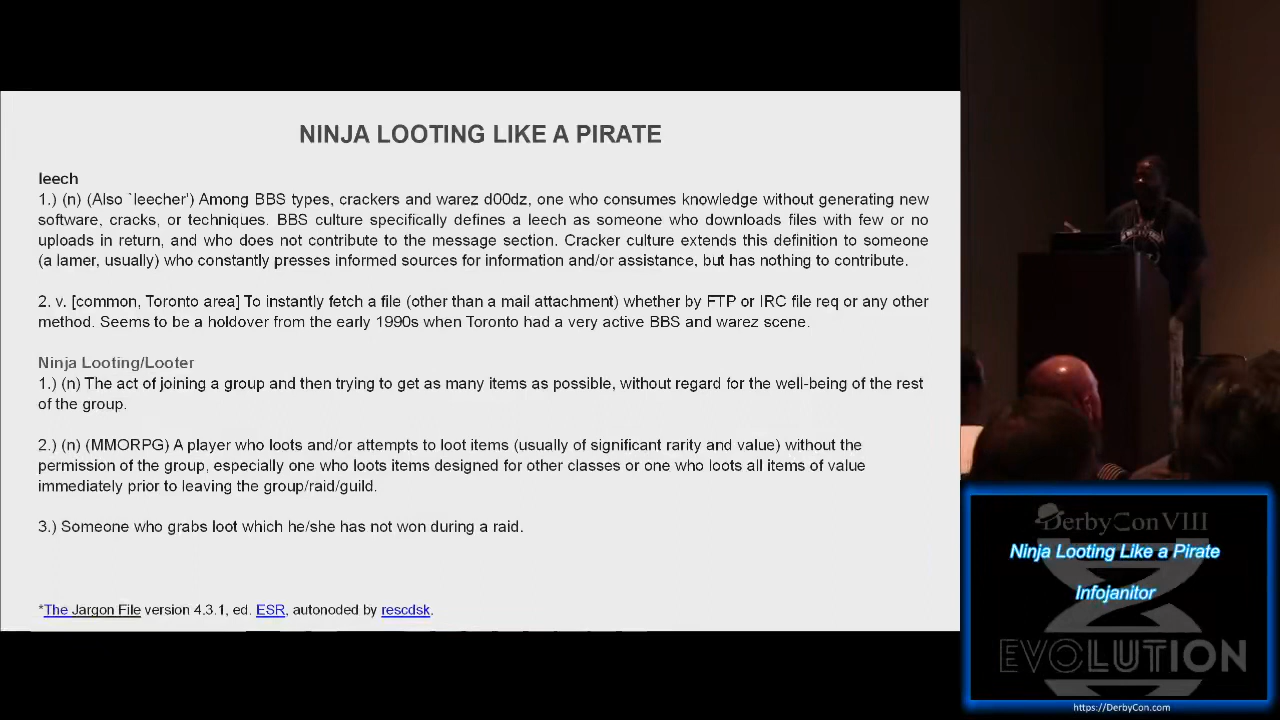 NINJA LOOTING LIKE A PIRATE
leech
1.) (n) (Also `leecher') Among BBS types, crackers and warez d00dz, one who consumes knowledge without generating new
software, cracks, or techniques. BBS culture specifically defines a leech as someone who downloads files with few or no
uploads in return, and who does not contribute to the message section. Cracker culture extends this definition to someone
(a lamer, usually) who constantly presses informed sources for information and/or assistance, but has nothing to contribute.
2. v. [common, Toronto area] To instantly fetch a file (other than a mail attachment) whether by FTP or IRC file req or any other
method. Seems to be a holdover from the early 1990s when Toronto had a very active BBS and warez scene.
Ninja Looting/Looter
1.) (n) The act of joining a group and then trying to get as many items as possible, without regard for the well-being of the rest
of the group.
2.) (n) (MMORPG) A player who loots and/or attempts to loot items (usually of significant rarity and value) without the
permission of the group, especially one who loots items designed for other classes or one who loots all items of value
immediately prior to leaving the group/raid/guild.
3.) Someone who grabs loot which he/she has not won during a raid.
*The Jargon File version 4.3.1, ed. ESR, autonoded by rescdsk.
DerbyCon VIII
Ninja Looting Like a Pirate
Infojanitor
EVOLUTION
https://DerbyCon.com